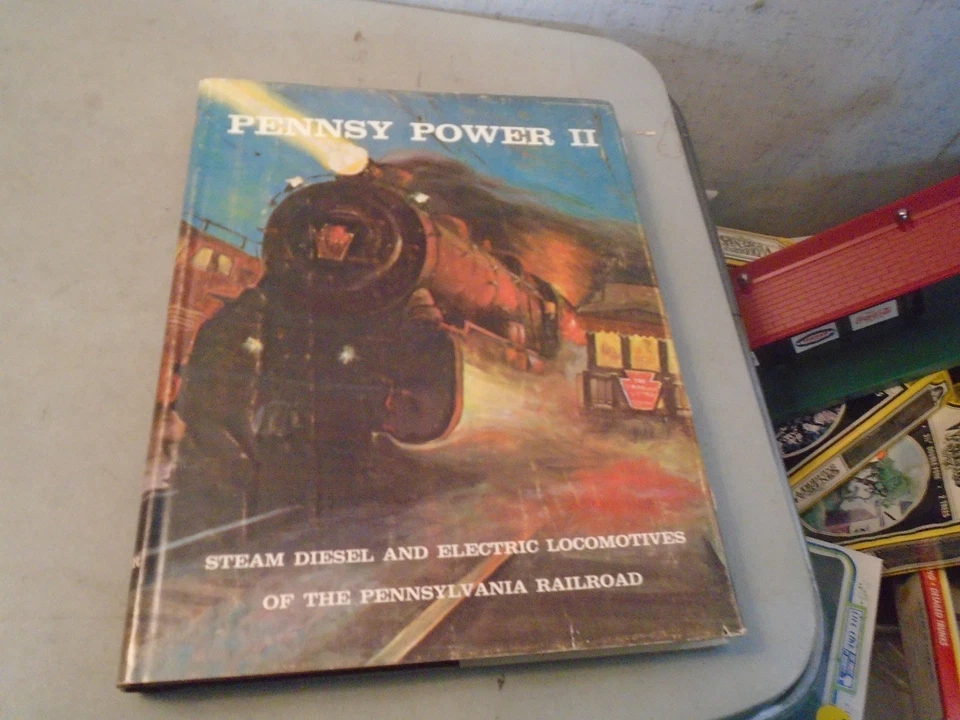 PENNSY POWER II
STEAM DIESEL AND ELECTRIC LOCOMOTIVES
OF THE PENNSYLVANIA RAILROAD